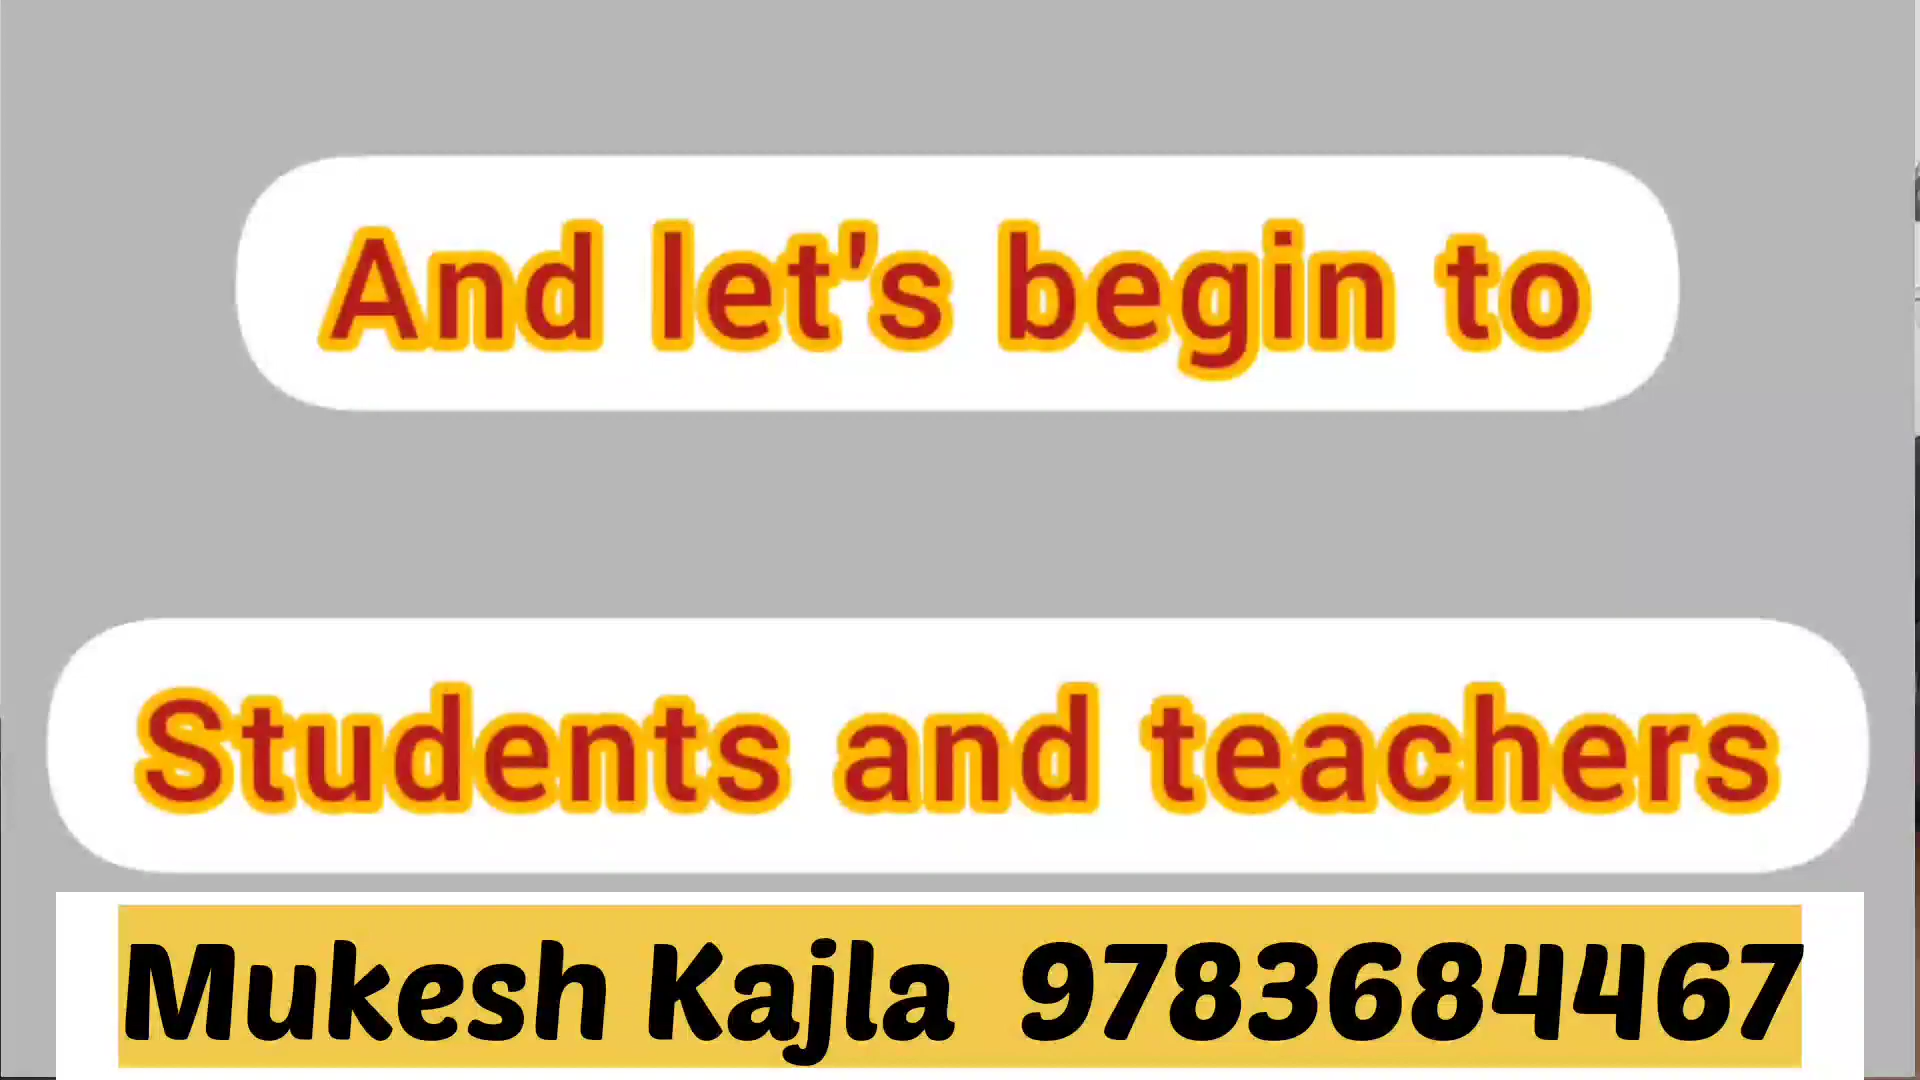 And let's begin to
Students and teachers
Mukesh Kajla 9783684467